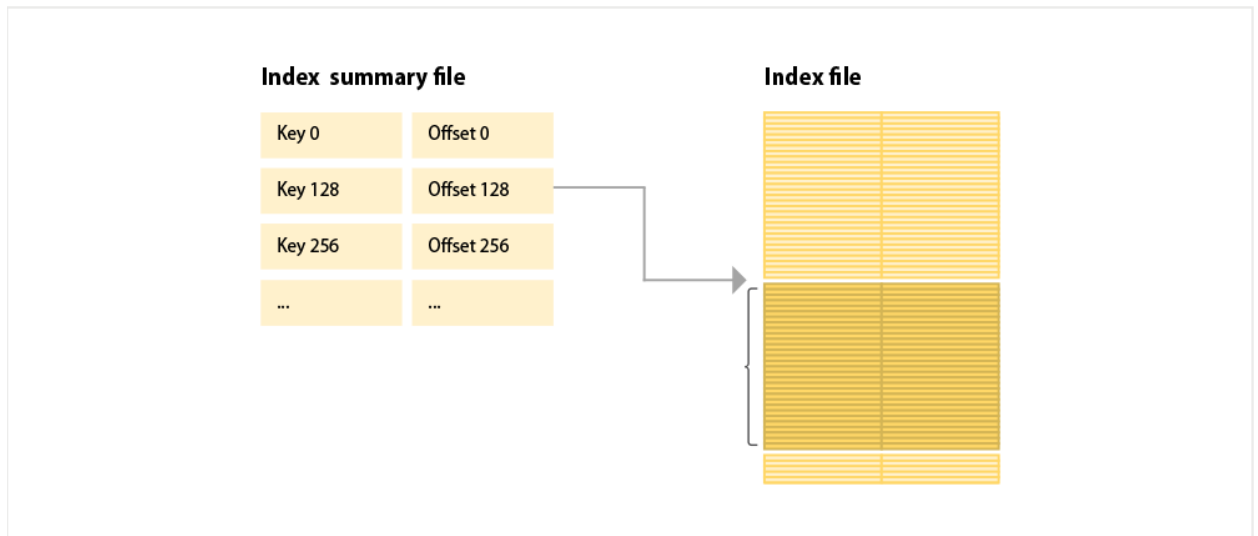 Index summary file
Index file
Key 0 Offset 0
Key 128 Offset 128
Key 256 Offset 256
... ...